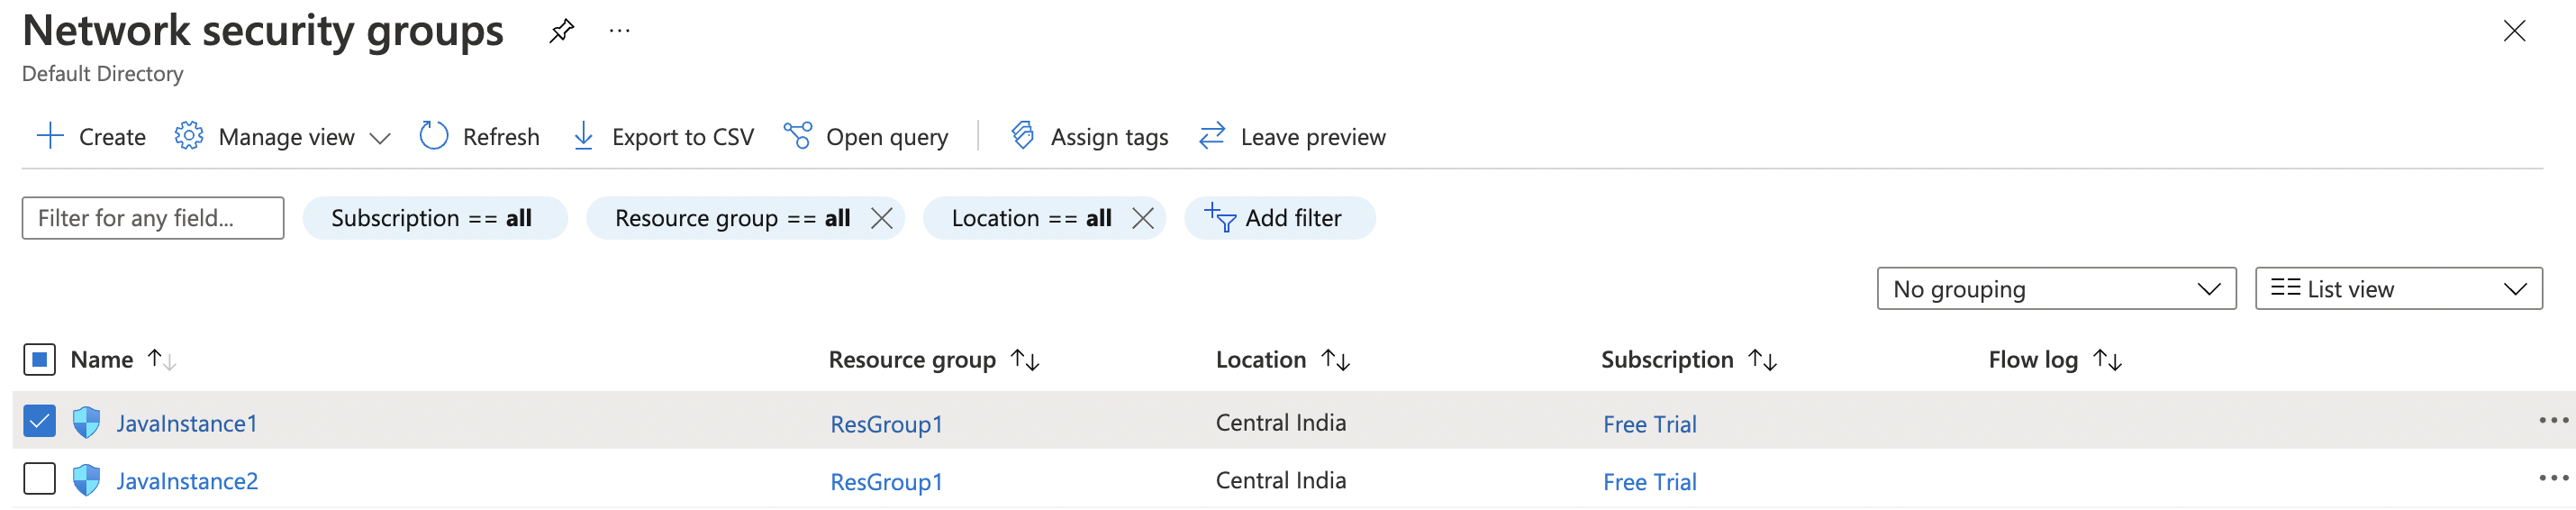 Network security groups ...
Default Directory
Create Manage view Refresh Export to CSV Open query Assign tags Leave preview
Filter for any field... Subscription == all Resource group == all Location == all Add filter
No grouping List view
Name Resource group Location Subscription Flow log
JavaInstance1 ResGroup1 Central India Free Trial ...
JavaInstance2 ResGroup1 Central India Free Trial ...